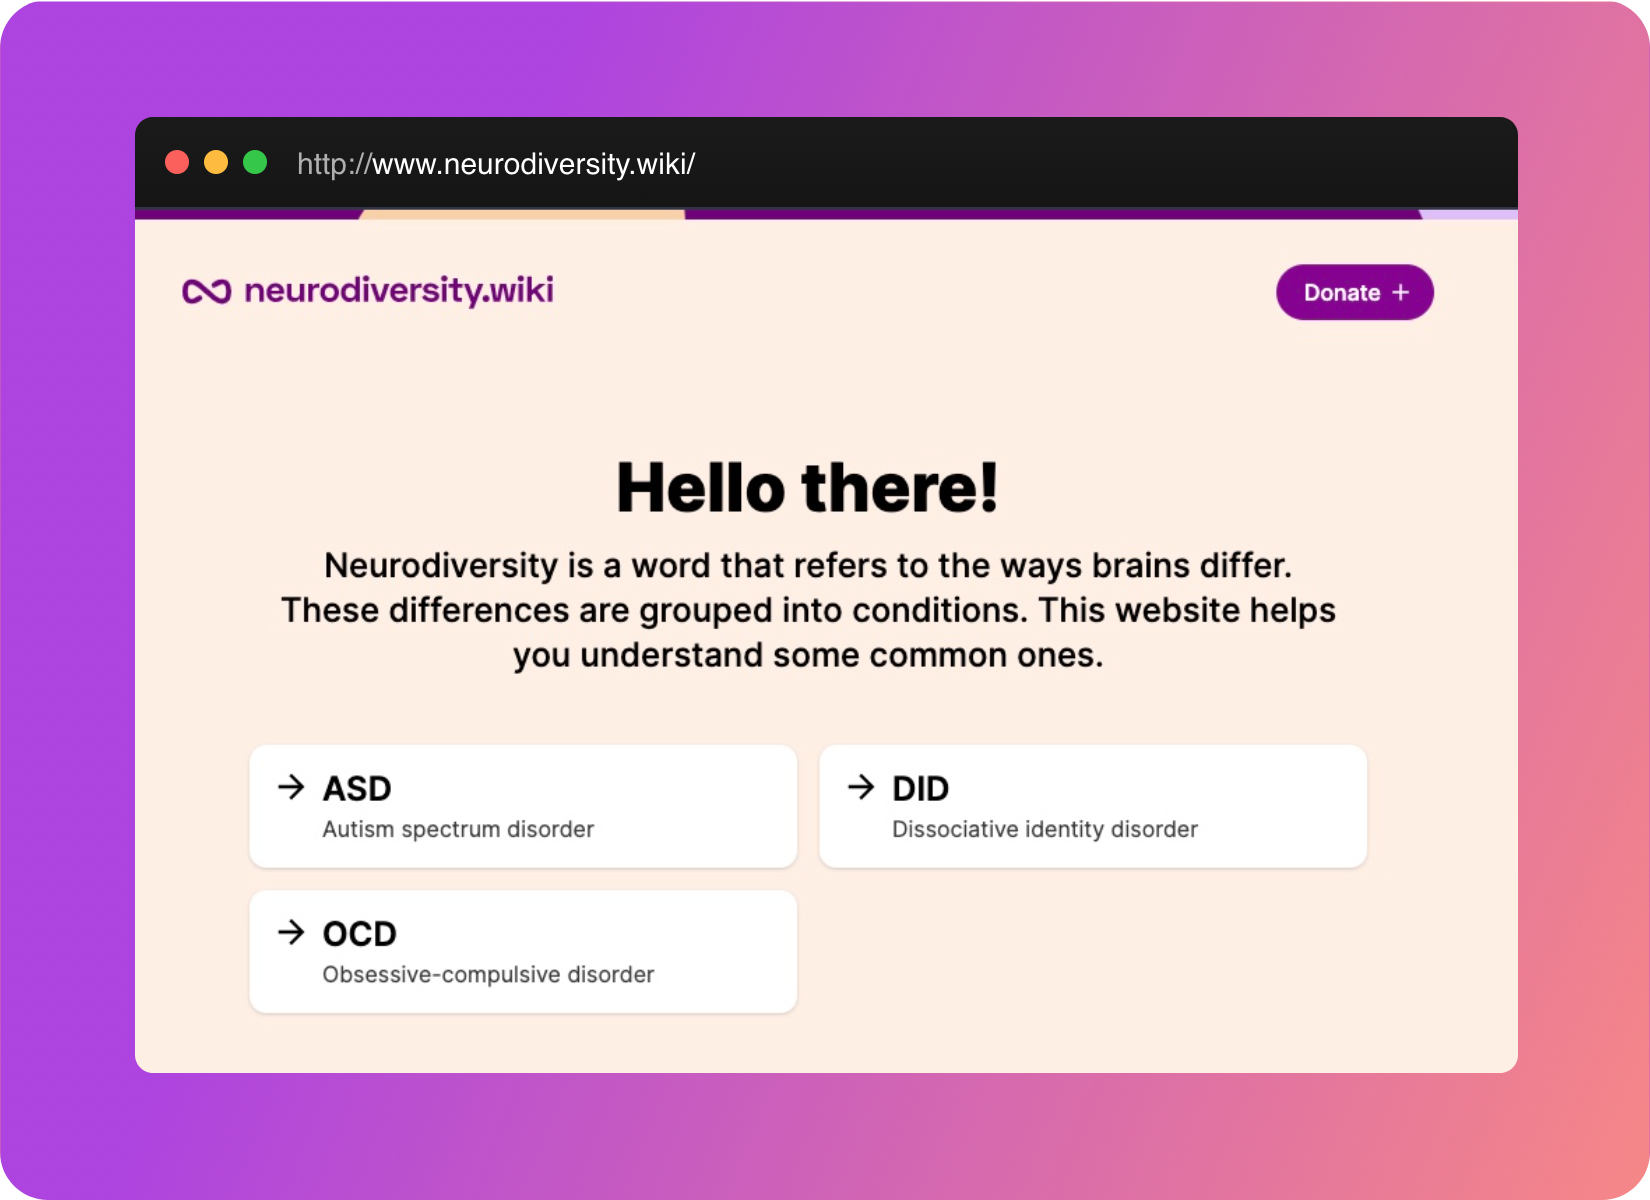 http://www.neurodiversity.wiki/
neurodiversity.wiki
Donate +
Hello there!
Neurodiversity is a word that refers to the ways brains differ.
These differences are grouped into conditions. This website helps
you understand some common ones.
→ ASD
Autism spectrum disorder
→ DID
Dissociative identity disorder
→ OCD
Obsessive-compulsive disorder